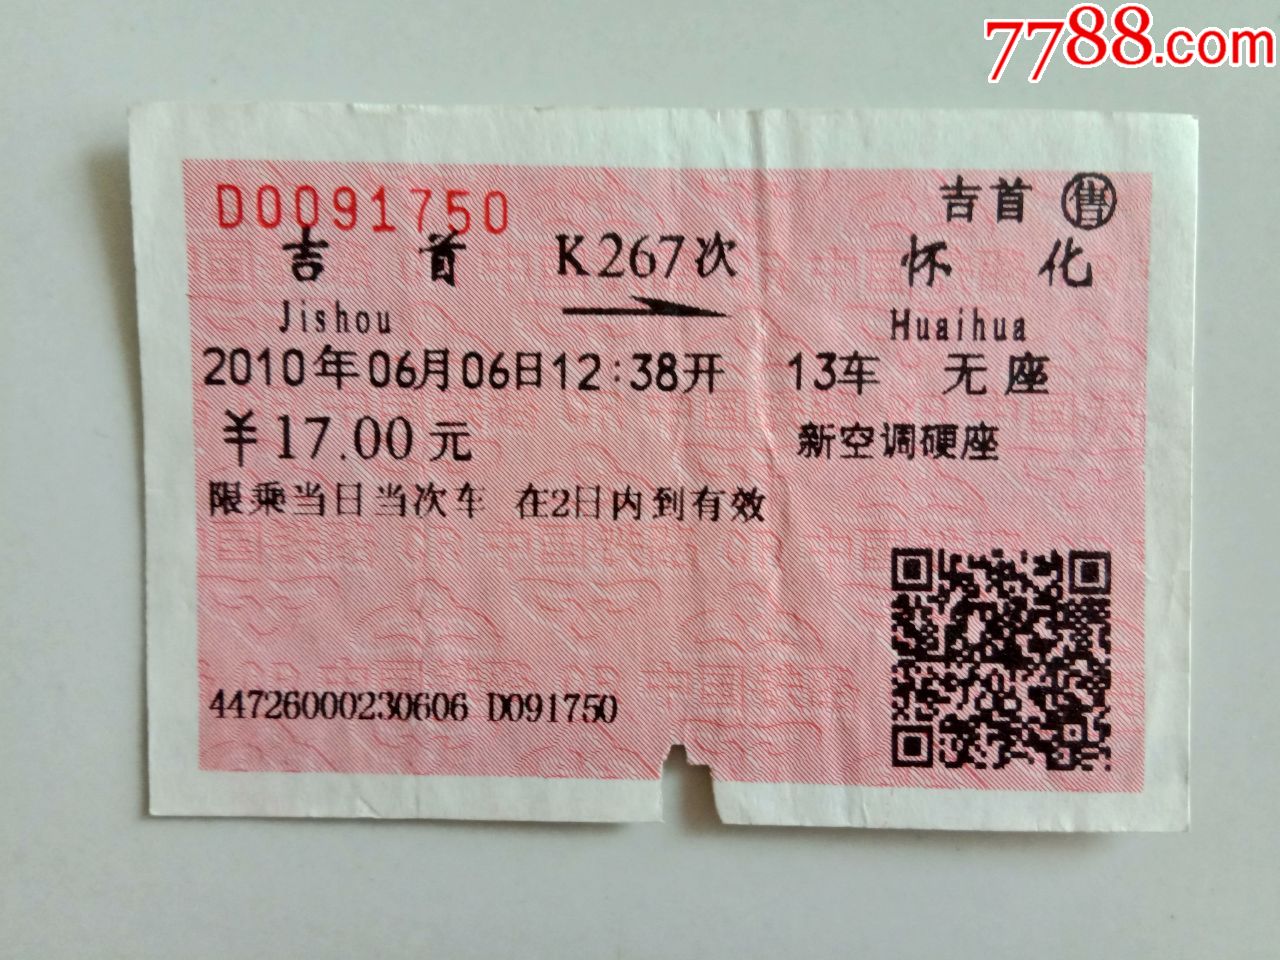 7788.com
D0091750
吉首 售
吉首 K267次 怀化
Jishou Huaihua
2010年06月06日12:38开 13车 无座
￥17.00元 新空调硬座
限乘当日当次车 在2日内到有效
44726000230606 D091750